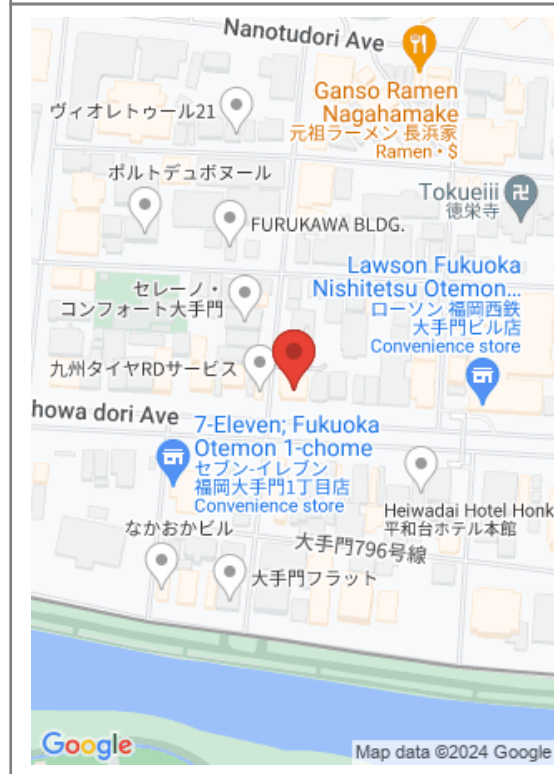 Nanotudori Ave
Ganso Ramen
Nagahamake
元祖ラーメン 長浜家
Ramen・$
ヴィオレトゥール21
ポルトデュボヌール
Tokueiii
徳栄寺
FURUKAWA BLDG.
Lawson Fukuoka
Nishitetsu Otemon...
ローソン 福岡西鉄
大手門ビル店
Convenience store
セレーノ・
コンフォート大手門
九州タイヤRDサービス
howa dori Ave
7-Eleven; Fukuoka
Otemon 1-chome
セブン-イレブン
福岡大手門1丁目店
Convenience store
Heiwadai Hotel Honk
平和台ホテル本館
なかおかビル
大手門796号線
大手門フラット
Google
Map data ©2024 Google